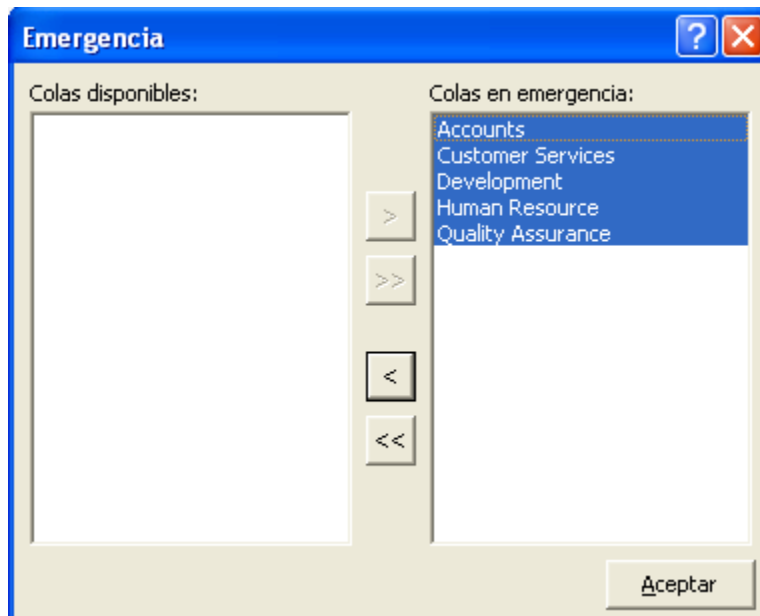 Emergencia
Colas disponibles:
Colas en emergencia:
Accounts
Customer Services
Development
Human Resource
Quality Assurance
>
>>
<
<<
Aceptar